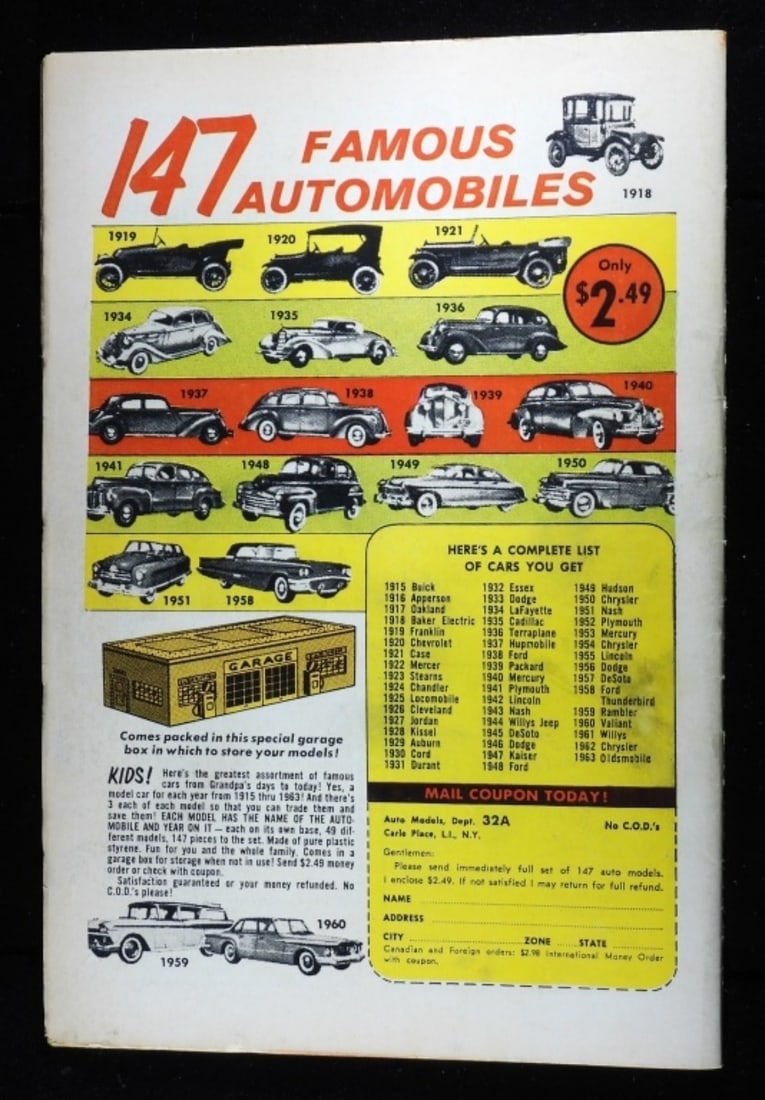 147 FAMOUS
AUTOMOBILES
1918
1919
1920
1921
Only
$2.49
1934
1935
1936
1937
1938
1939
1940
1941
1948
1949
1950
1951
1958
GARAGE
Comes packed in this special garage
box in which to store your models!
KIDS! Here's the greatest assortment of famous
cars from Grandpa's days to today! Yes, a
model car for each year from 1915 thru 1963! And there's
3 each of each model so that you can trade them and
save them! EACH MODEL HAS THE NAME OF THE AUTO-
MOBILE AND YEAR ON IT — each on its own base, 49 dif-
ferent models, 147 pieces to the set. Made of pure plastic
styrene. Fun for you and the whole family. Comes in a
garage box for storage when not in use! Send $2.49 money
order or check with coupon.
Satisfaction guaranteed or your money refunded. No
C.O.D.'s please!
1959
1960
HERE'S A COMPLETE LIST
OF CARS YOU GET
1915 Buick
1916 Apperson
1917 Oakland
1918 Baker Electric
1919 Franklin
1920 Chevrolet
1921 Case
1922 Mercer
1923 Stearns
1924 Chandler
1925 Locomobile
1926 Cleveland
1927 Jordan
1928 Kissel
1929 Auburn
1930 Cord
1931 Durant
1932 Essex
1933 Dodge
1934 LaFayette
1935 Cadillac
1936 Terraplane
1937 Hupmobile
1938 Ford
1939 Packard
1940 Mercury
1941 Plymouth
1942 Lincoln
1943 Nash
1944 Willys Jeep
1945 DeSoto
1946 Dodge
1947 Kaiser
1948 Ford
1949 Hudson
1950 Chrysler
1951 Nash
1952 Plymouth
1953 Mercury
1954 Chrysler
1955 Lincoln
1956 Dodge
1957 DeSoto
1958 Ford
Thunderbird
1959 Rambler
1960 Valiant
1961 Willys
1962 Chrysler
1963 Oldsmobile
MAIL COUPON TODAY!
Auto Models, Dept. 32A No C.O.D.'s
Carle Place, L.I., N.Y.
Gentlemen:
Please send immediately full set of 147 auto models.
I enclose $2.49. If not satisfied I may return for full refund.
NAME
ADDRESS
CITY ZONE STATE
Canadian and Foreign orders: $2.98 International Money Order
with coupon.